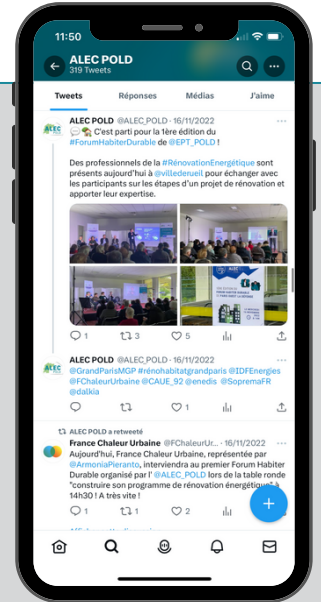 11:50
ALEC POLD
319 Tweets
Tweets Réponses Médias J'aime
ALEC POLD @ALEC_POLD · 16/11/2022
C'est parti pour la 1ère édition du
#ForumHabiterDurable de @EPT_POLD !
Des professionnels de la #RénovationEnergétique sont
présents aujourd'hui à @villederueil pour échanger avec
les participants sur les étapes d'un projet de rénovation et
apporter leur expertise.
1 3 5
ALEC POLD @ALEC_POLD · 16/11/2022
@GrandParisMGP #rénohabitatgrandparis @IDFEnergies
@FChaleurUrbaine @CAUE_92 @enedis @SopremaFR
@dalkia
1
ALEC POLD a retweeté
France Chaleur Urbaine @FChaleurUr... · 16/11/2022
Aujourd'hui, France Chaleur Urbaine, représentée par
@ArmoniaPieranto, interviendra au premier Forum Habiter
Durable organisé par l' @ALEC_POLD lors de la table ronde
"construire son programme de rénovation énergétique" à
14h30 ! A très vite !
1 1 2